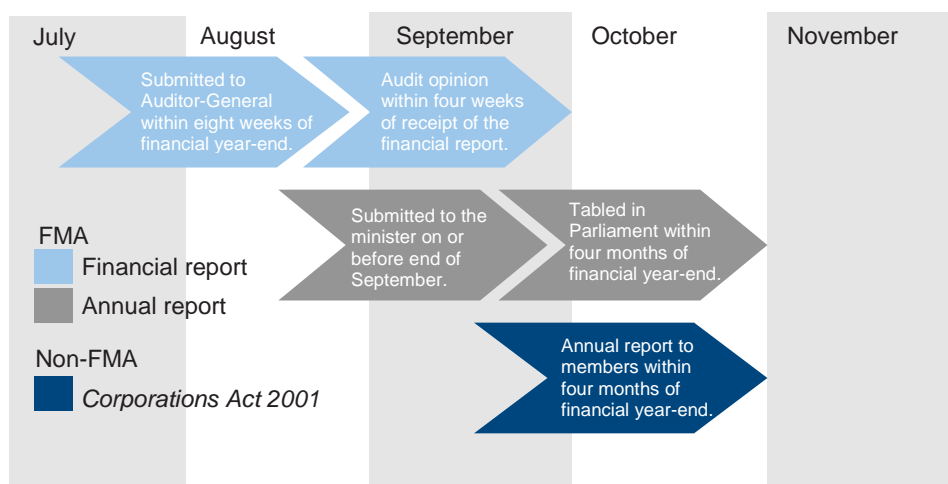 July
August
September
October
November
Submitted to
Auditor-General
within eight weeks of
financial year-end.
Audit opinion
within four weeks
of receipt of the
financial report.
Submitted to the
minister on or
before end of
September.
Tabled in
Parliament within
four months of
financial year-end.
FMA
Financial report
Annual report
Non-FMA
Corporations Act 2001
Annual report to
members within
four months of
financial year-end.